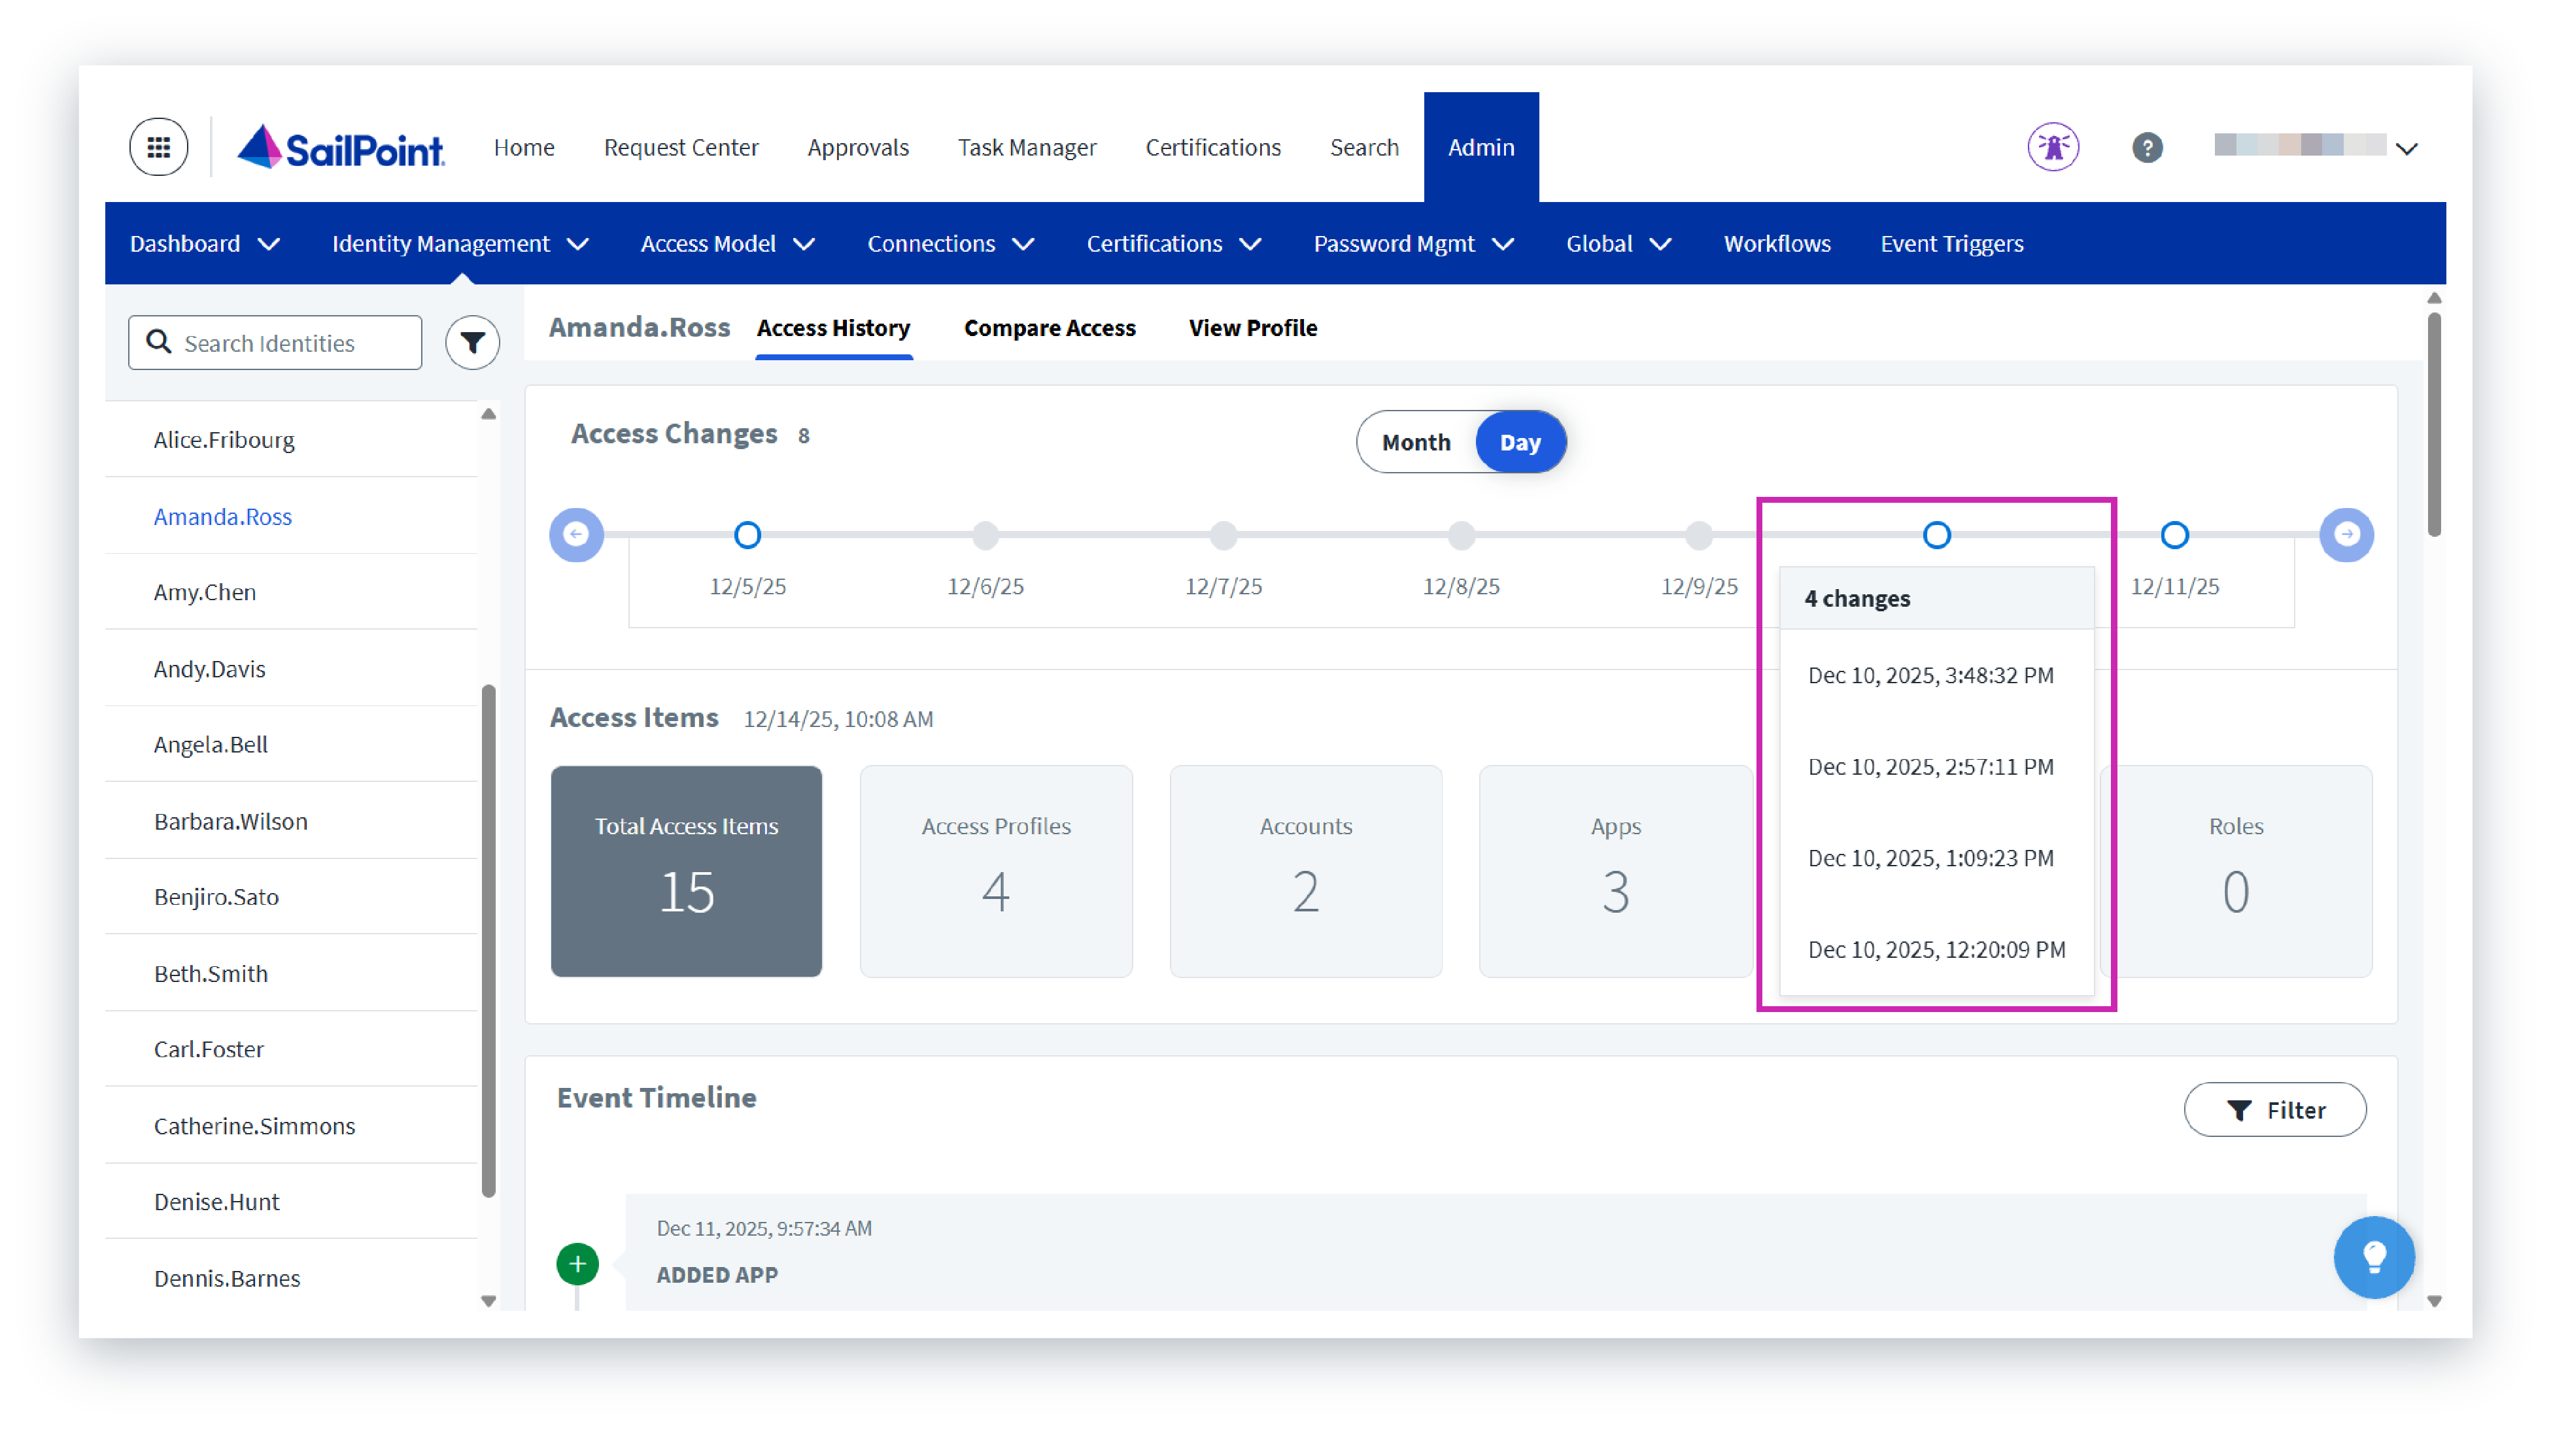 SailPoint Home Request Center Approvals Task Manager Certifications Search Admin
Dashboard Identity Management Access Model Connections Certifications Password Mgmt Global Workflows Event Triggers
Search Identities
Alice.Fribourg
Amanda.Ross
Amy.Chen
Andy.Davis
Angela.Bell
Barbara.Wilson
Benjiro.Sato
Beth.Smith
Carl.Foster
Catherine.Simmons
Denise.Hunt
Dennis.Barnes
Amanda.Ross Access History Compare Access View Profile
Access Changes 8
Month Day
12/5/25 12/6/25 12/7/25 12/8/25 12/9/25 12/11/25
4 changes
Dec 10, 2025, 3:48:32 PM
Dec 10, 2025, 2:57:11 PM
Dec 10, 2025, 1:09:23 PM
Dec 10, 2025, 12:20:09 PM
Access Items 12/14/25, 10:08 AM
Total Access Items Access Profiles Accounts Apps Roles
15 4 2 3 0
Event Timeline
Filter
Dec 11, 2025, 9:57:34 AM
ADDED APP